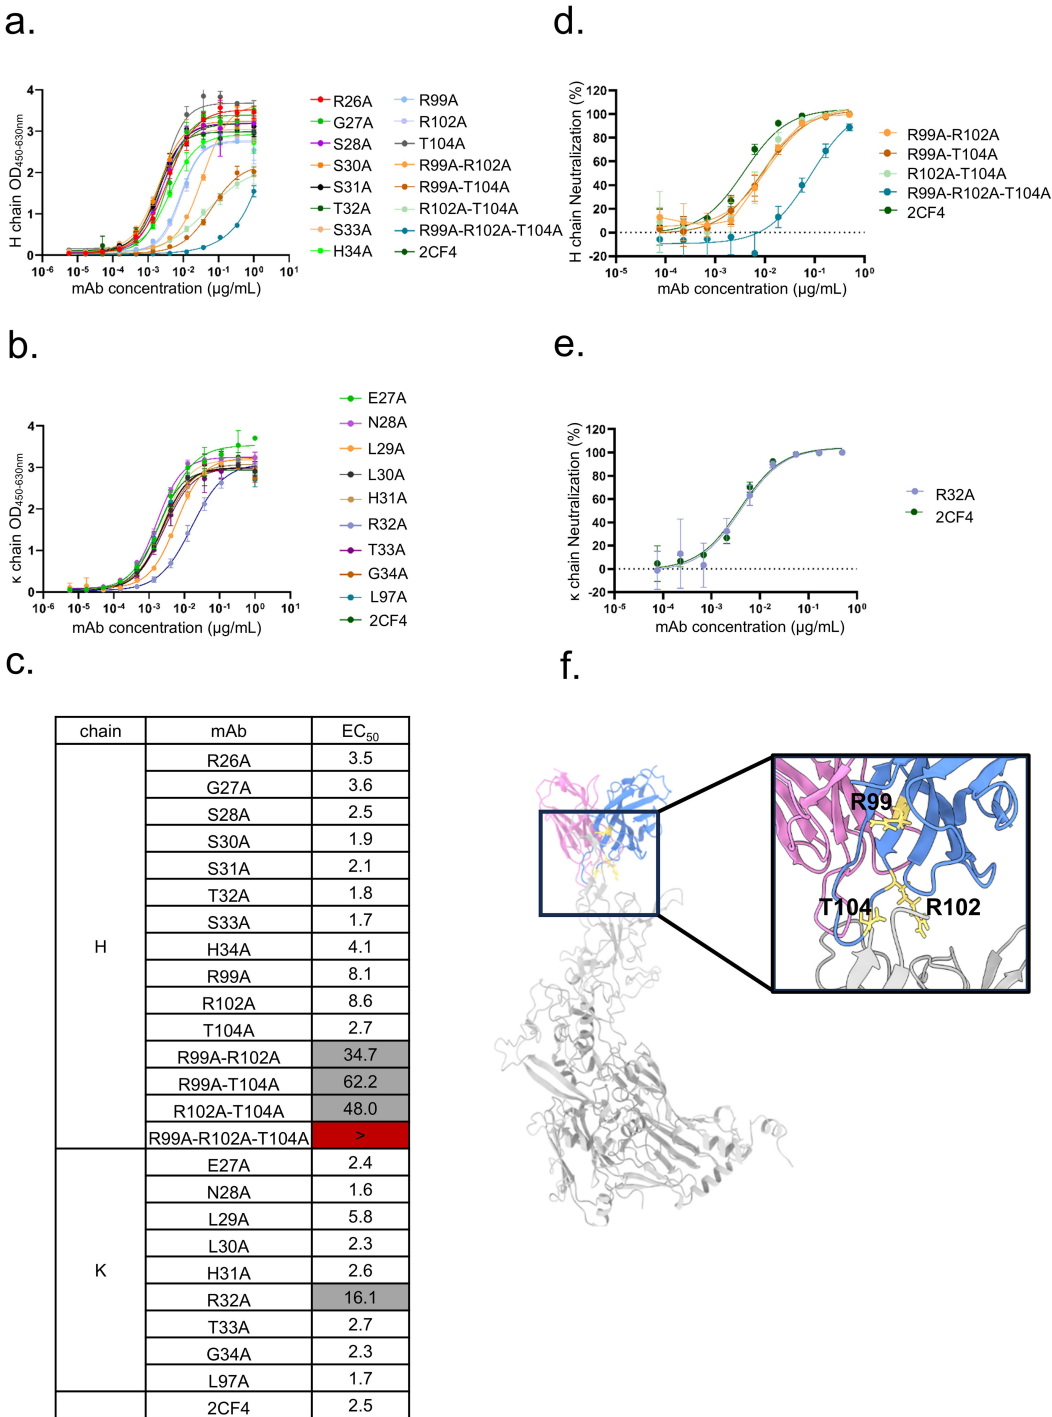 a.
H chain OD450-630nm
4
3
2
1
0
10-6 10-5 10-4 10-3 10-2 10-1 100 101
mAb concentration (µg/mL)
R26A
G27A
S28A
S30A
S31A
T32A
S33A
H34A
R99A
R102A
T104A
R99A-R102A
R99A-T104A
R102A-T104A
R99A-R102A-T104A
2CF4
d.
H chain Neutralization (%)
120
100
80
60
40
20
0
-20
10-5 10-4 10-3 10-2 10-1 100
mAb concentration (µg/mL)
R99A-R102A
R99A-T104A
R102A-T104A
R99A-R102A-T104A
2CF4
b.
κ chain OD450-630nm
4
3
2
1
0
10-6 10-5 10-4 10-3 10-2 10-1 100 101
mAb concentration (µg/mL)
E27A
N28A
L29A
L30A
H31A
R32A
T33A
G34A
L97A
2CF4
e.
κ chain Neutralization (%)
120
100
80
60
40
20
0
-20
10-5 10-4 10-3 10-2 10-1 100
mAb concentration (µg/mL)
R32A
2CF4
c.
chain mAb EC50
H
R26A 3.5
G27A 3.6
S28A 2.5
S30A 1.9
S31A 2.1
T32A 1.8
S33A 1.7
H34A 4.1
R99A 8.1
R102A 8.6
T104A 2.7
R99A-R102A 34.7
R99A-T104A 62.2
R102A-T104A 48.0
R99A-R102A-T104A >
K
E27A 2.4
N28A 1.6
L29A 5.8
L30A 2.3
H31A 2.6
R32A 16.1
T33A 2.7
G34A 2.3
L97A 1.7
2CF4 2.5
f.
R99
T104
R102